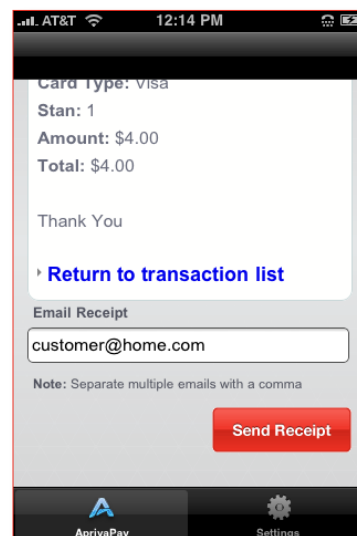 AT&T 12:14 PM
Card Type: Visa
Stan: 1
Amount: $4.00
Total: $4.00
Thank You
Return to transaction list
Email Receipt
customer@home.com
Note: Separate multiple emails with a comma
Send Receipt
AprivaPay Settings